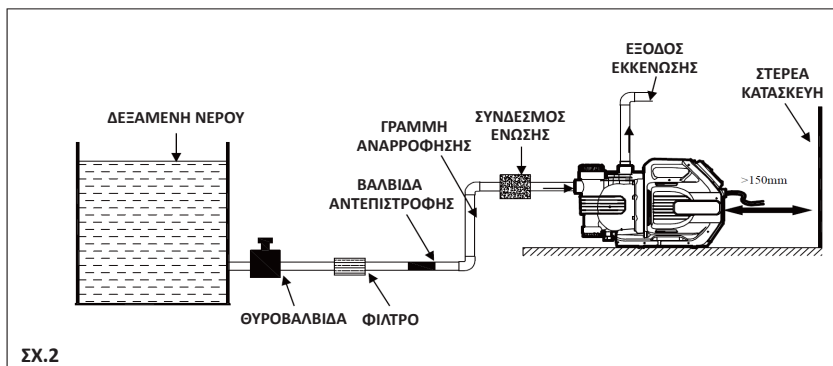 ΕΞΟΔΟΣ
ΕΚΚΕΝΩΣΗΣ
ΣΤΕΡΕΑ
ΚΑΤΑΣΚΕΥΗ
ΔΕΞΑΜΕΝΗ ΝΕΡΟΥ
ΓΡΑΜΜΗ
ΑΝΑΡΡΟΦΗΣΗΣ
ΣΥΝΔΕΣΜΟΣ
ΕΝΩΣΗΣ
ΒΑΛΒΙΔΑ
ΑΝΤΕΠΙΣΤΡΟΦΗΣ
>150mm
ΘΥΡΟΒΑΛΒΙΔΑ
ΦΙΛΤΡΟ
ΣΧ.2